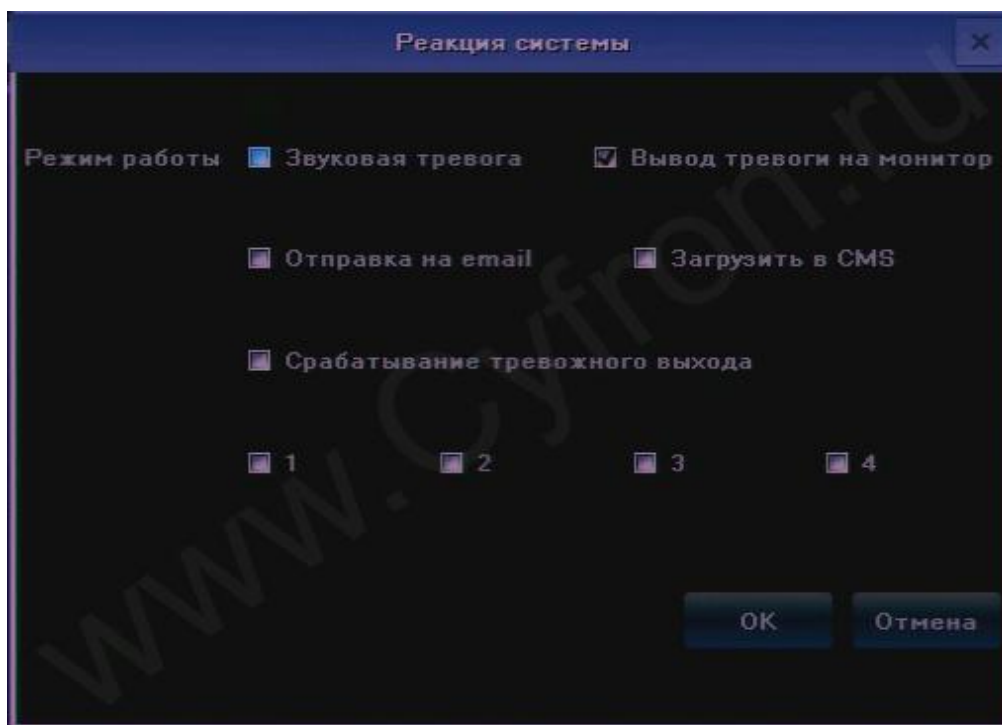 Реакция системы
Режим работы Звуковая тревога Вывод тревоги на монитор
Отправка на email Загрузить в CMS
Срабатывание тревожного выхода
1 2 3 4
OK Отмена
www.Cyfron.ru